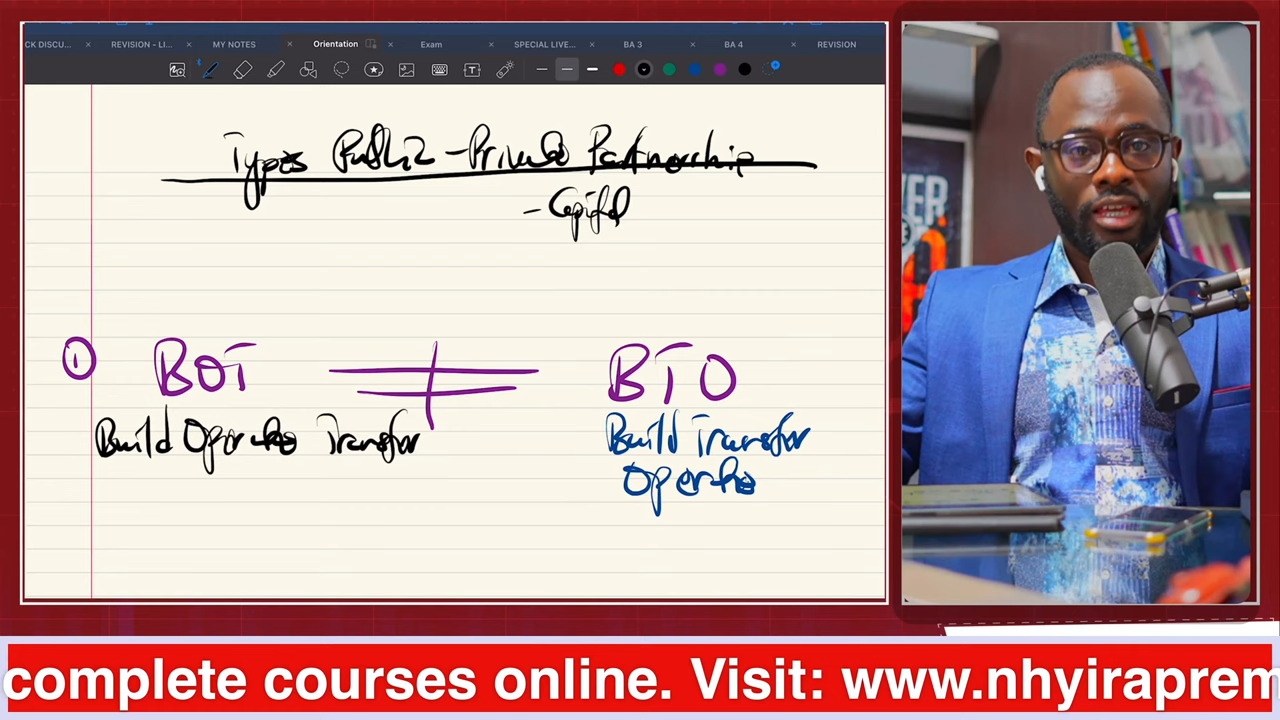 CK DISCU... REVISION - LI... MY NOTES Orientation Exam SPECIAL LIVE... BA 3 BA 4 REVISION
Types Public-Private Partnership
- Capital
① BOT ≠ BTO
Build Operate Transfer
Build Transfer
Operate
complete courses online. Visit: www.nhyiraprem